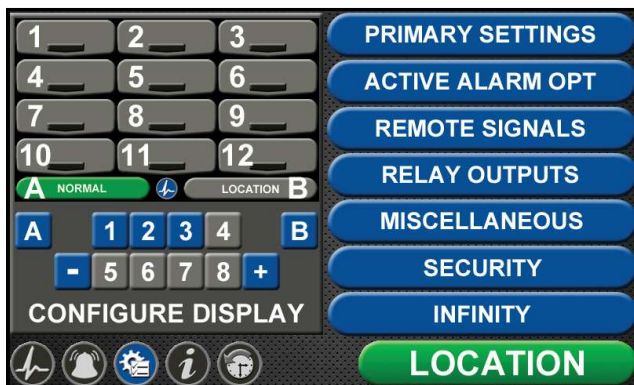 1 2 3
4 5 6
7 8 9
10 11 12
A NORMAL LOCATION B
A 1 2 3 4 B
- 5 6 7 8 +
CONFIGURE DISPLAY
PRIMARY SETTINGS
ACTIVE ALARM OPT
REMOTE SIGNALS
RELAY OUTPUTS
MISCELLANEOUS
SECURITY
INFINITY
i
LOCATION